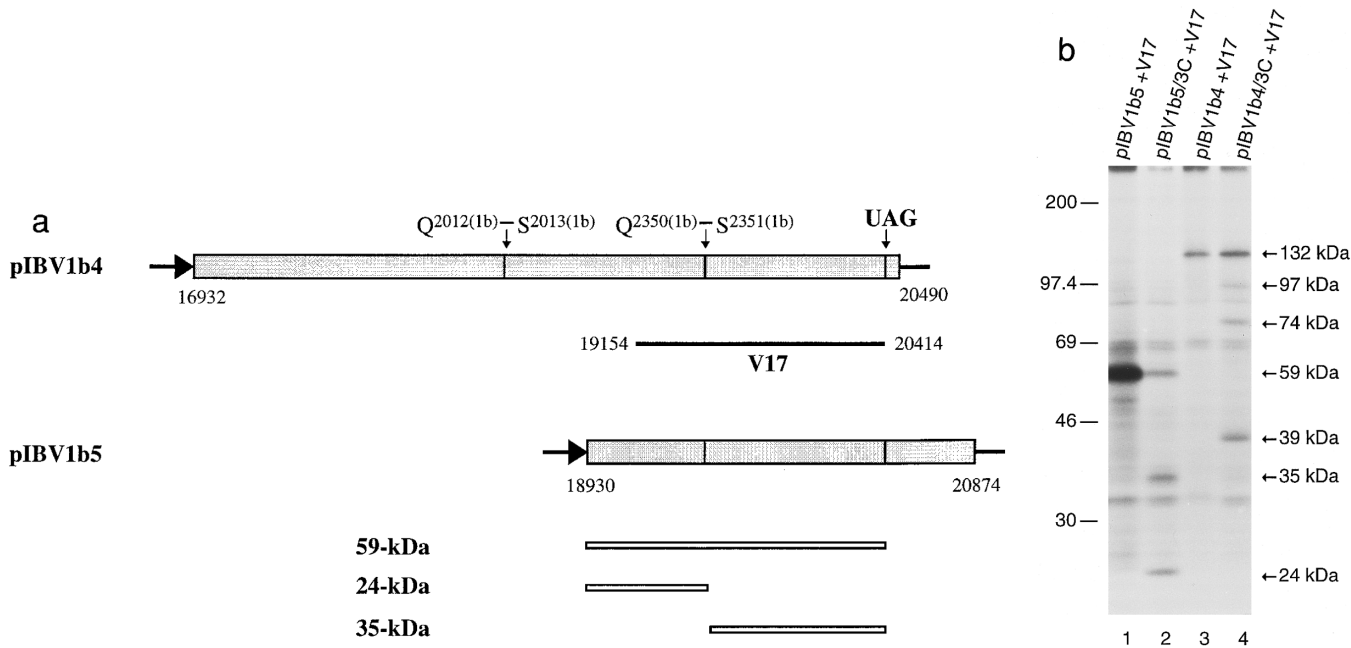 a
pIBV1b4
Q2012(1b)–S2013(1b)
Q2350(1b)–S2351(1b)
UAG
16932
20490
19154
V17
20414
pIBV1b5
18930
20874
59-kDa
24-kDa
35-kDa
b
pIBV1b5 +V17
pIBV1b5/3C +V17
pIBV1b4 +V17
pIBV1b4/3C +V17
200
97.4
69
46
30
←132 kDa
←97 kDa
←74 kDa
←59 kDa
←39 kDa
←35 kDa
←24 kDa
1 2 3 4